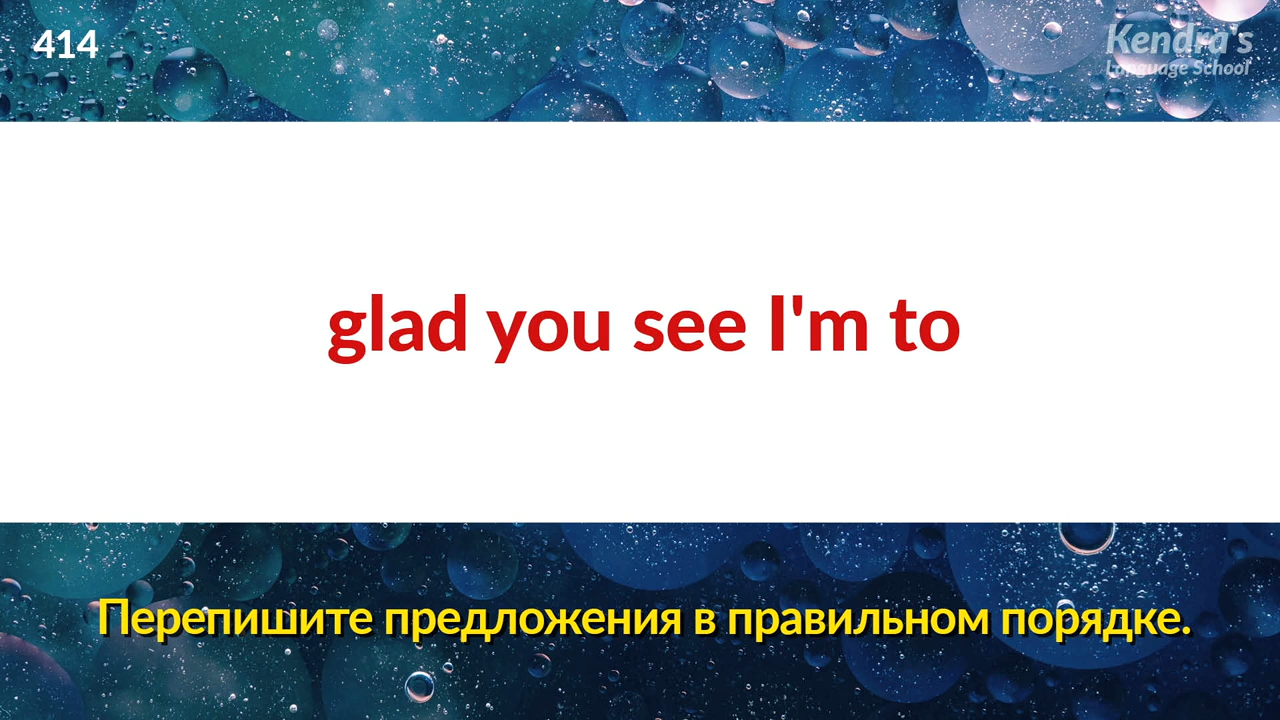 414
Kendra's
Language School
glad you see I'm to
Перепишите предложения в правильном порядке.